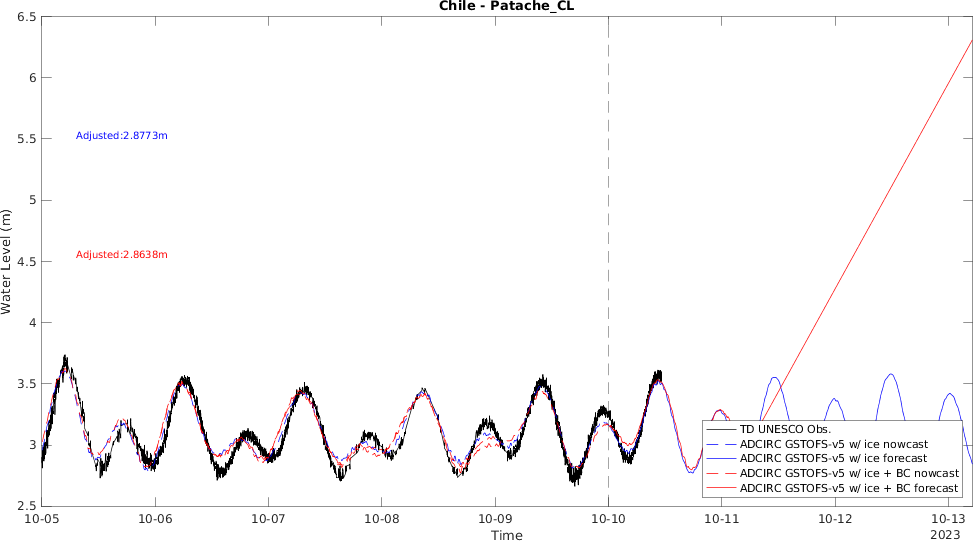 Chile - Patache_CL
6.5
6
5.5
5
4.5
4
3.5
3
2.5
Water Level (m)
Adjusted:2.8773m
Adjusted:2.8638m
TD UNESCO Obs.
ADCIRC GSTOFS-v5 w/ ice nowcast
ADCIRC GSTOFS-v5 w/ ice forecast
ADCIRC GSTOFS-v5 w/ ice + BC nowcast
ADCIRC GSTOFS-v5 w/ ice + BC forecast
10-05 10-06 10-07 10-08 10-09 10-10 10-11 10-12 10-13
2023
Time